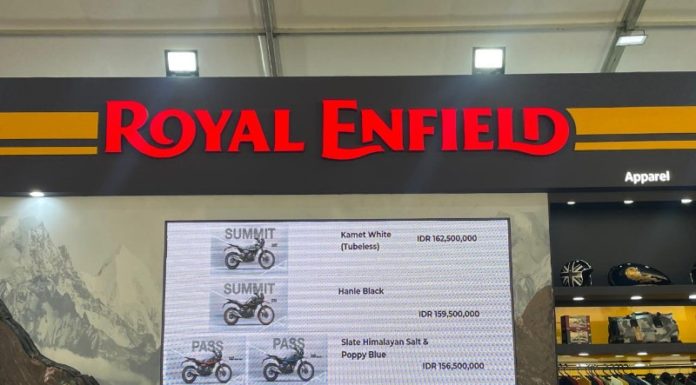 ROYAL ENFIELD
Apparel
SUMMIT
Kamet White
(Tubeless)
IDR 162,500,000
SUMMIT
Hanle Black
IDR 159,500,000
PASS
PASS
Slate Himalayan Salt &
Poppy Blue
IDR 156,500,000